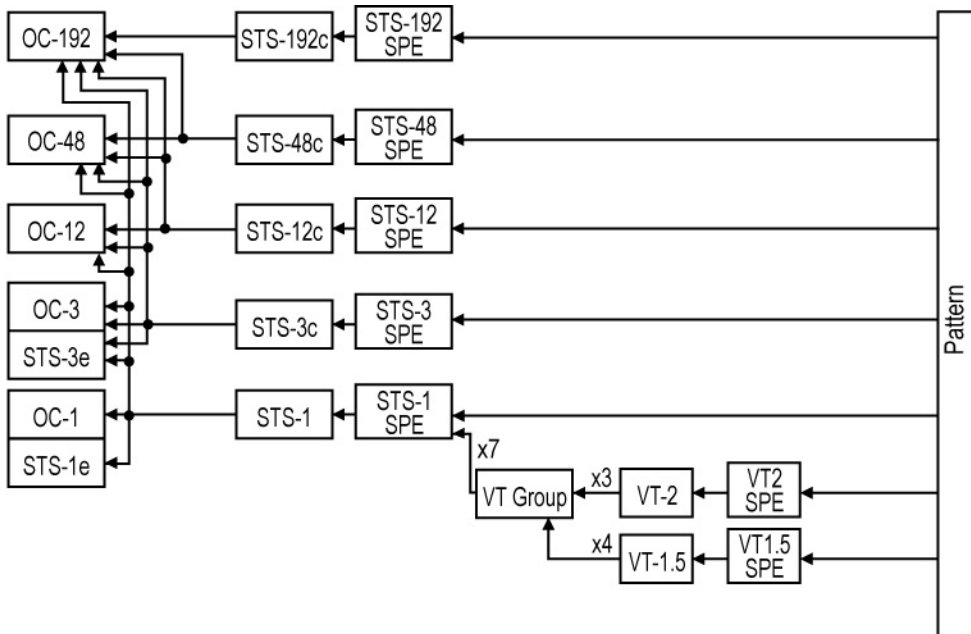 OC-192
STS-192c
STS-192
SPE
OC-48
STS-48c
STS-48
SPE
OC-12
STS-12c
STS-12
SPE
OC-3
STS-3e
STS-3c
STS-3
SPE
OC-1
STS-1e
STS-1
STS-1
SPE
x7
VT Group
x3
VT-2
VT2
SPE
x4
VT-1.5
VT1.5
SPE
Pattern